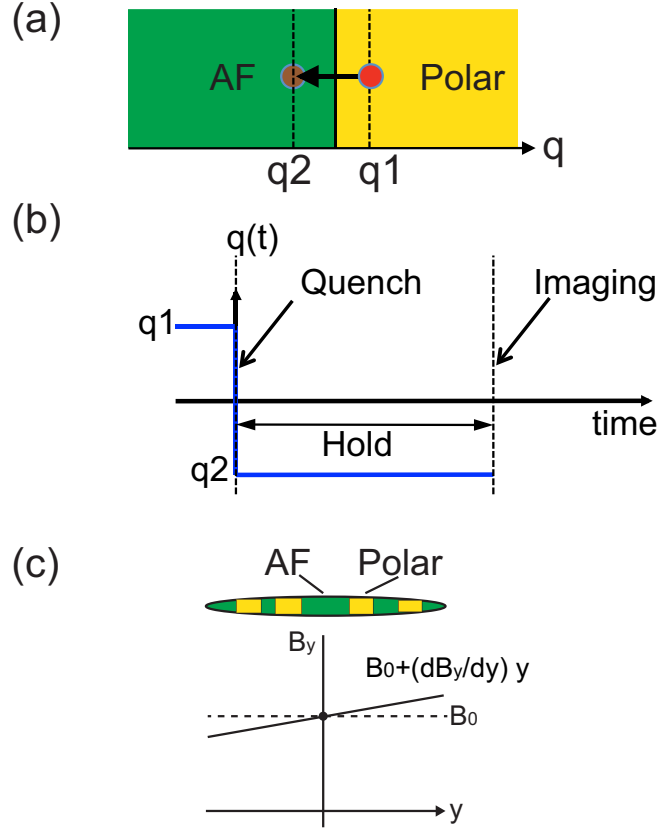 (a)
AF Polar
q2 q1 q
(b)
q(t)
Quench Imaging
q1
time
Hold
q2
(c)
AF Polar
By
B0+(dBy/dy) y
B0
y